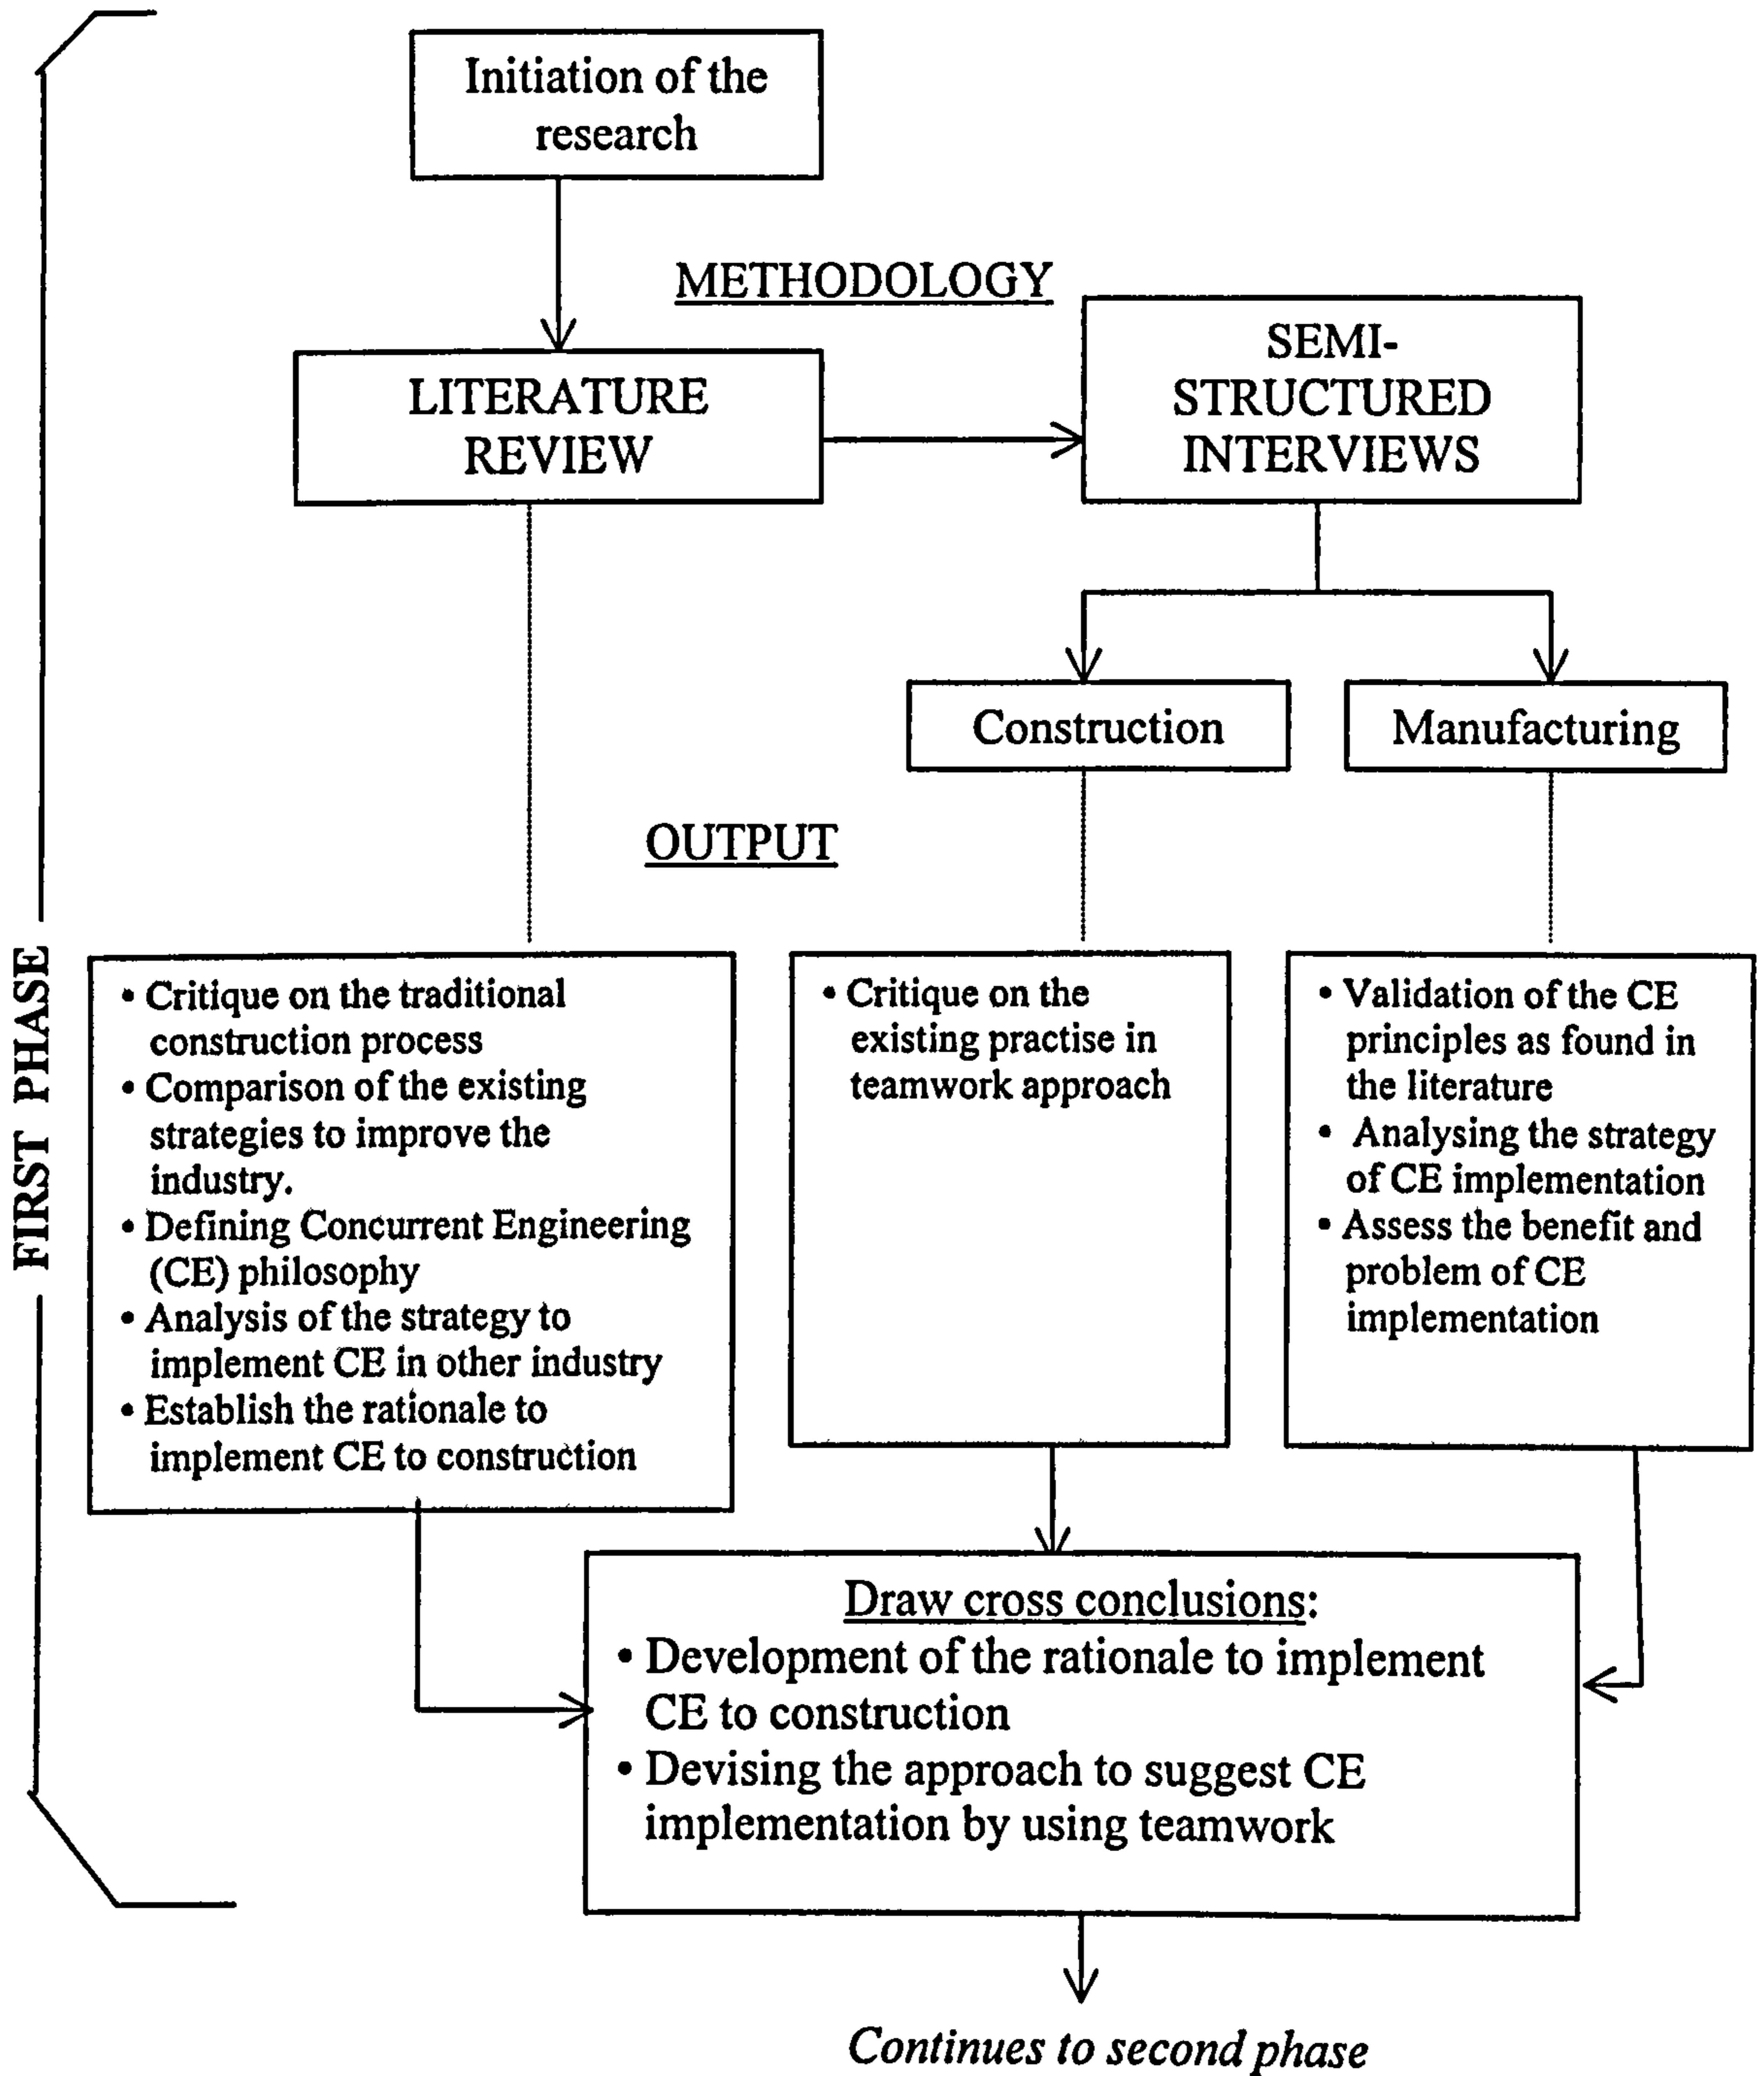 Initiation of the
research
METHODOLOGY
LITERATURE
REVIEW
SEMI-
STRUCTURED
INTERVIEWS
Construction
Manufacturing
OUTPUT
FIRST PHASE
• Critique on the traditional
construction process
• Comparison of the existing
strategies to improve the
industry.
• Defining Concurrent Engineering
(CE) philosophy
• Analysis of the strategy to
implement CE in other industry
• Establish the rationale to
implement CE to construction
• Critique on the
existing practise in
teamwork approach
• Validation of the CE
principles as found in
the literature
• Analysing the strategy
of CE implementation
• Assess the benefit and
problem of CE
implementation
Draw cross conclusions:
• Development of the rationale to implement
CE to construction
• Devising the approach to suggest CE
implementation by using teamwork
Continues to second phase